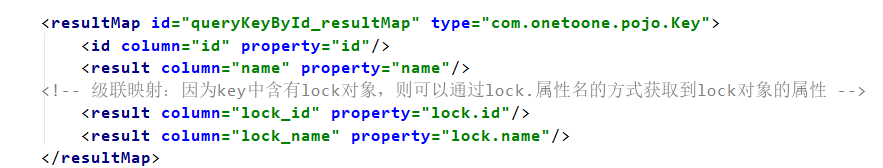 <resultMap id="queryKeyById_resultMap" type="com.onetoone.pojo.Key">
<id column="id" property="id"/>
<result column="name" property="name"/>
<!-- 级联映射：因为key中含有lock对象，则可以通过lock.属性名的方式获取到lock对象的属性 -->
<result column="lock_id" property="lock.id"/>
<result column="lock_name" property="lock.name"/>
</resultMap>